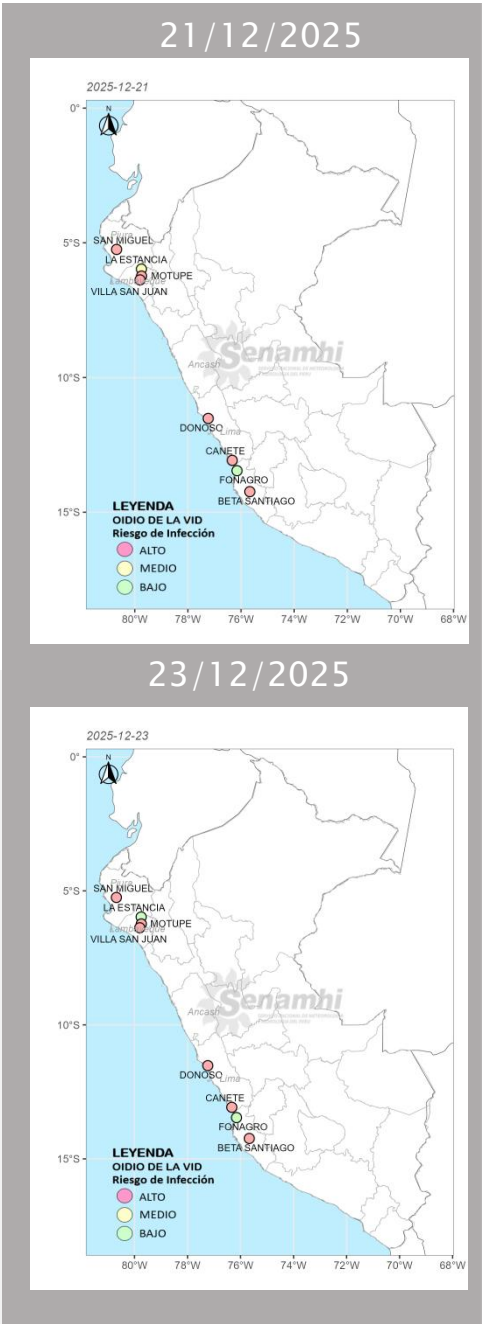 21/12/2025
2025-12-21
N
0°
Piura
SAN MIGUEL
5°S
LA ESTANCIA
MOTUPE
Lambayeque
VILLA SAN JUAN
Senamhi
Ancash
10°S
DONOSO
Lima
CANETE
FONAGRO
BETA SANTIAGO
LEYENDA
OIDIO DE LA VID
Riesgo de Infección
ALTO
MEDIO
BAJO
15°S
80°W 78°W 76°W 74°W 72°W 70°W 68°W
23/12/2025
2025-12-23
N
0°
Piura
SAN MIGUEL
5°S
LA ESTANCIA
MOTUPE
Lambayeque
VILLA SAN JUAN
Senamhi
Ancash
10°S
DONOSO
Lima
CANETE
FONAGRO
BETA SANTIAGO
LEYENDA
OIDIO DE LA VID
Riesgo de Infección
ALTO
MEDIO
BAJO
15°S
80°W 78°W 76°W 74°W 72°W 70°W 68°W